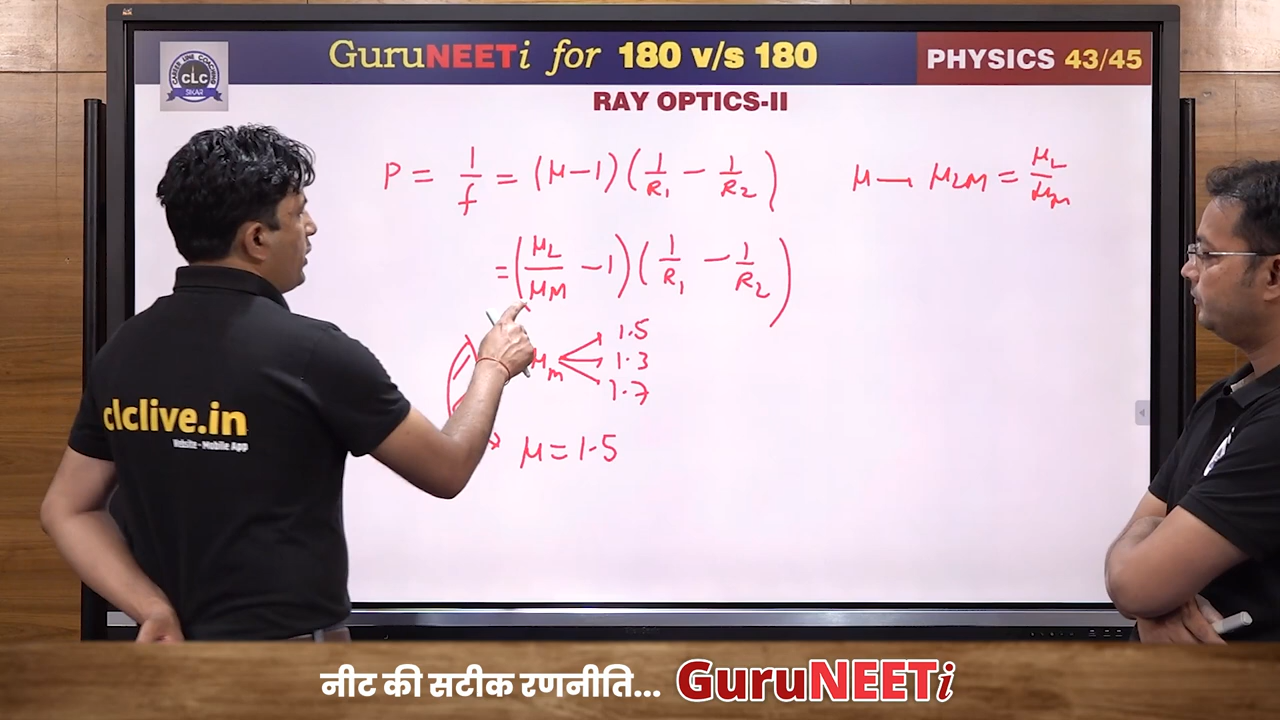 GuruNEETi for 180 v/s 180
PHYSICS 43/45
CLC
SIKAR
RAY OPTICS-II
P = 1/f = (μ-1)(1/R₁ - 1/R₂)
μ — μLM = μL/μm
= (μL/μM - 1)(1/R₁ - 1/R₂)
μm
1.5
1.3
1.7
μ = 1.5
clclive.in
Website - Mobile App
नीट की सटीक रणनीति... GuruNEETi